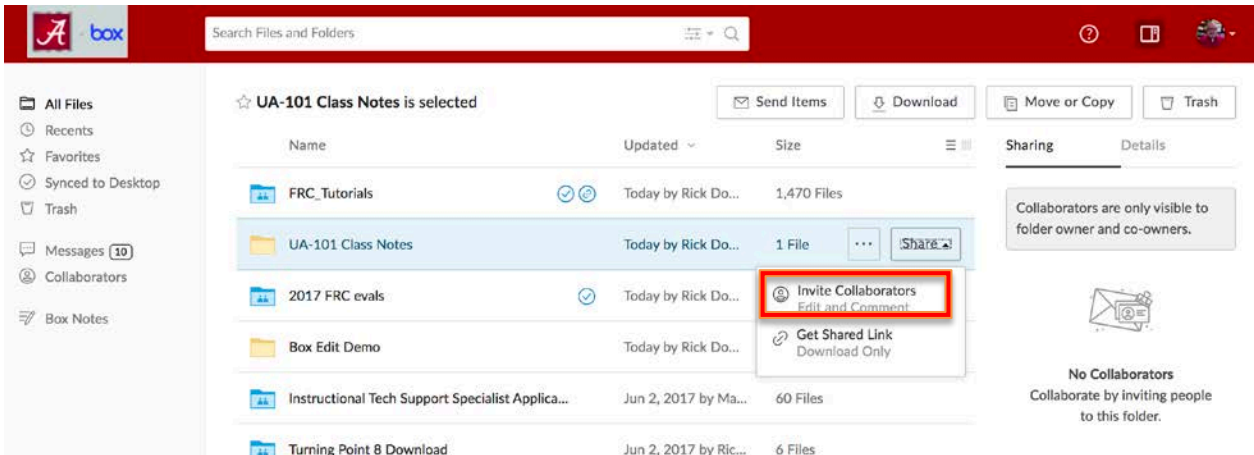 A box
Search Files and Folders
All Files
Recents
Favorites
Synced to Desktop
Trash
Messages 10
Collaborators
Box Notes
UA-101 Class Notes is selected
Send Items
Download
Move or Copy
Trash
Name
Updated
Size
FRC_Tutorials
Today by Rick Do...
1,470 Files
UA-101 Class Notes
Today by Rick Do...
1 File
...
Share
2017 FRC evals
Today by Rick Do...
Invite Collaborators
Edit and Comment
Get Shared Link
Download Only
Box Edit Demo
Today by Rick Do...
Instructional Tech Support Specialist Applica...
Jun 2, 2017 by Ma...
60 Files
Turning Point 8 Download
Jun 2, 2017 by Ric...
6 Files
Sharing
Details
Collaborators are only visible to
folder owner and co-owners.
No Collaborators
Collaborate by inviting people
to this folder.